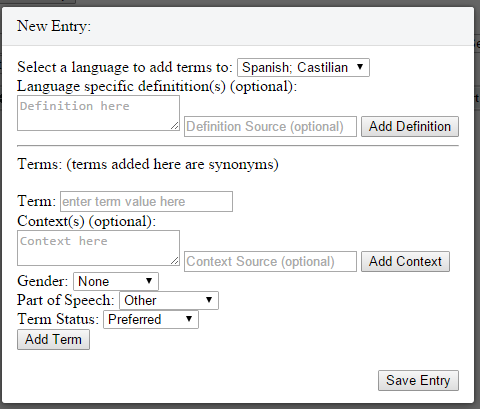 New Entry:
Select a language to add terms to: Spanish; Castilian
Language specific definitition(s) (optional):
Definition here
Definition Source (optional) Add Definition
Terms: (terms added here are synonyms)
Term: enter term value here
Context(s) (optional):
Context here
Context Source (optional) Add Context
Gender: None
Part of Speech: Other
Term Status: Preferred
Add Term
Save Entry